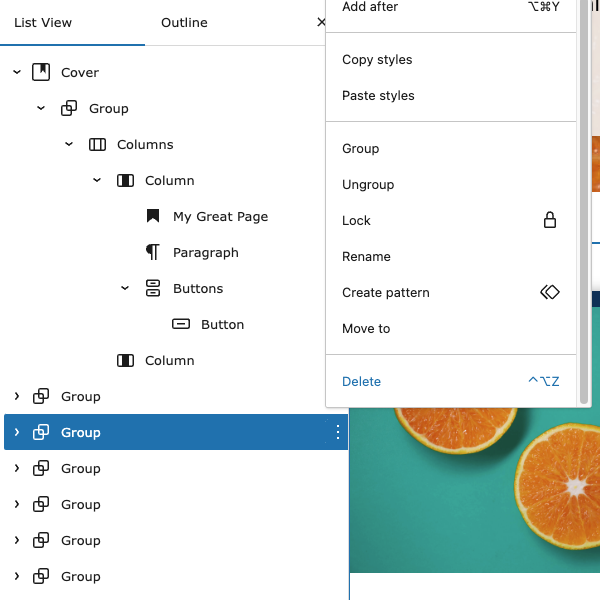 List View
Outline
Cover
Group
Columns
Column
My Great Page
Paragraph
Buttons
Button
Column
Group
Group
Group
Group
Group
Group
Add after ⌥⌘Y
Copy styles
Paste styles
Group
Ungroup
Lock
Rename
Create pattern
Move to
Delete ^⌥Z